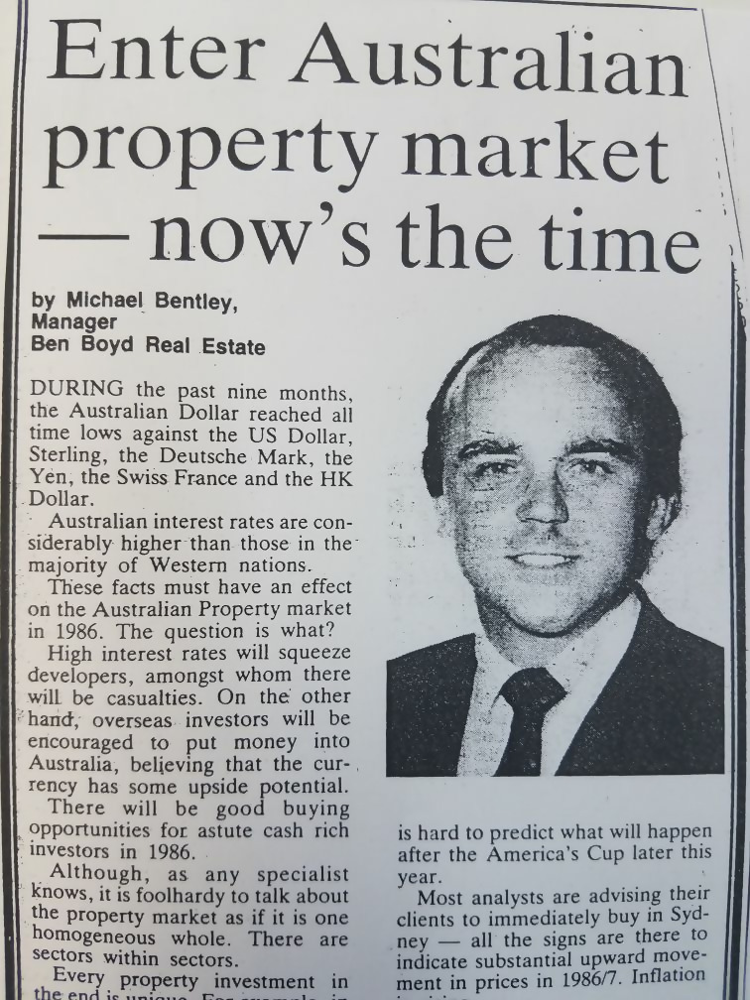 Enter Australian
property market
— now's the time
by Michael Bentley,
Manager
Ben Boyd Real Estate
DURING the past nine months,
the Australian Dollar reached all
time lows against the US Dollar,
Sterling, the Deutsche Mark, the
Yen, the Swiss France and the HK
Dollar.
Australian interest rates are con-
siderably higher than those in the
majority of Western nations.
These facts must have an effect
on the Australian Property market
in 1986. The question is what?
High interest rates will squeeze
developers, amongst whom there
will be casualties. On the other
hand, overseas investors will be
encouraged to put money into
Australia, believing that the cur-
rency has some upside potential.
There will be good buying
opportunities for astute cash rich
investors in 1986.
Although, as any specialist
knows, it is foolhardy to talk about
the property market as if it is one
homogeneous whole. There are
sectors within sectors.
Every property investment in
the end is unique. For example, in
is hard to predict what will happen
after the America's Cup later this
year.
Most analysts are advising their
clients to immediately buy in Syd-
ney — all the signs are there to
indicate substantial upward move-
ment in prices in 1986/7. Inflation